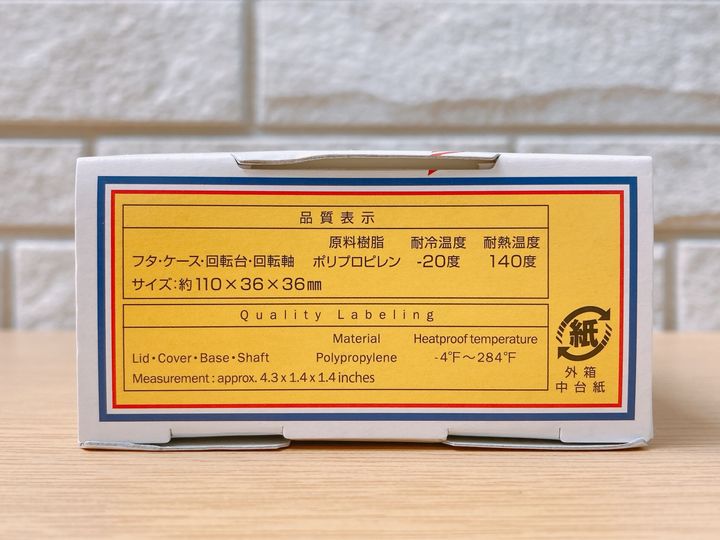 品質表示
原料樹脂 耐冷温度 耐熱温度
フタ・ケース・回転台・回転軸 ポリプロピレン -20度 140度
サイズ：約110×36×36㎜
Quality Labeling
Material Heatproof temperature
Lid・Cover・Base・Shaft Polypropylene -4℉～284℉
Measurement : approx. 4.3 x 1.4 x 1.4 inches
紙
外箱
中台紙